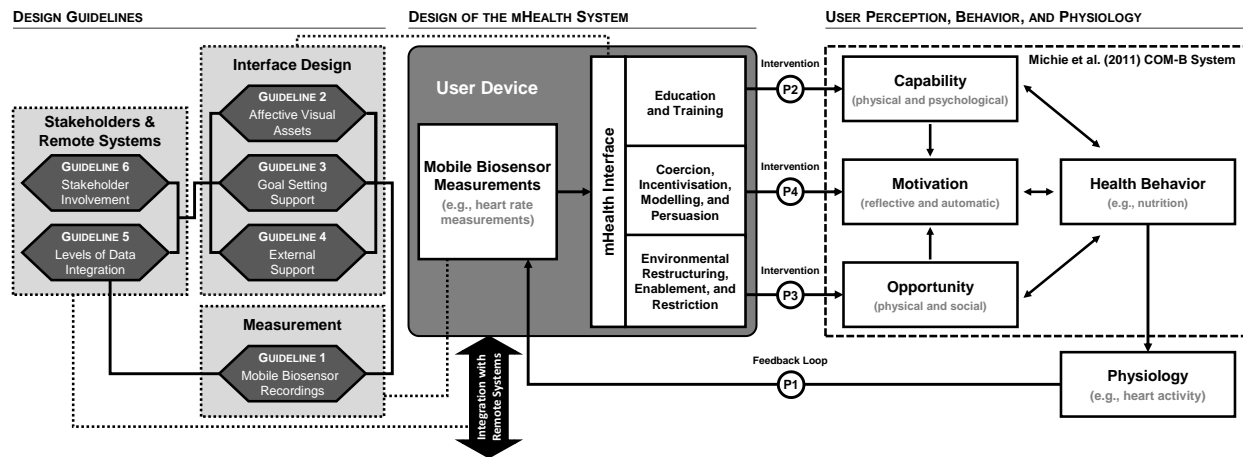 DESIGN GUIDELINES
Stakeholders &
Remote Systems
GUIDELINE 6
Stakeholder
Involvement
GUIDELINE 5
Levels of Data
Integration
Interface Design
GUIDELINE 2
Affective Visual
Assets
GUIDELINE 3
Goal Setting
Support
GUIDELINE 4
External
Support
Measurement
GUIDELINE 1
Mobile Biosensor
Recordings
DESIGN OF THE mHEALTH SYSTEM
User Device
Mobile Biosensor
Measurements
(e.g., heart rate
measurements)
mHealth Interface
Education
and Training
Coercion,
Incentivisation,
Modelling, and
Persuasion
Environmental
Restructuring,
Enablement, and
Restriction
Integration with
Remote Systems
Intervention
P2
Intervention
P4
Intervention
P3
Feedback Loop
P1
USER PERCEPTION, BEHAVIOR, AND PHYSIOLOGY
Michie et al. (2011) COM-B System
Capability
(physical and psychological)
Motivation
(reflective and automatic)
Opportunity
(physical and social)
Health Behavior
(e.g., nutrition)
Physiology
(e.g., heart activity)